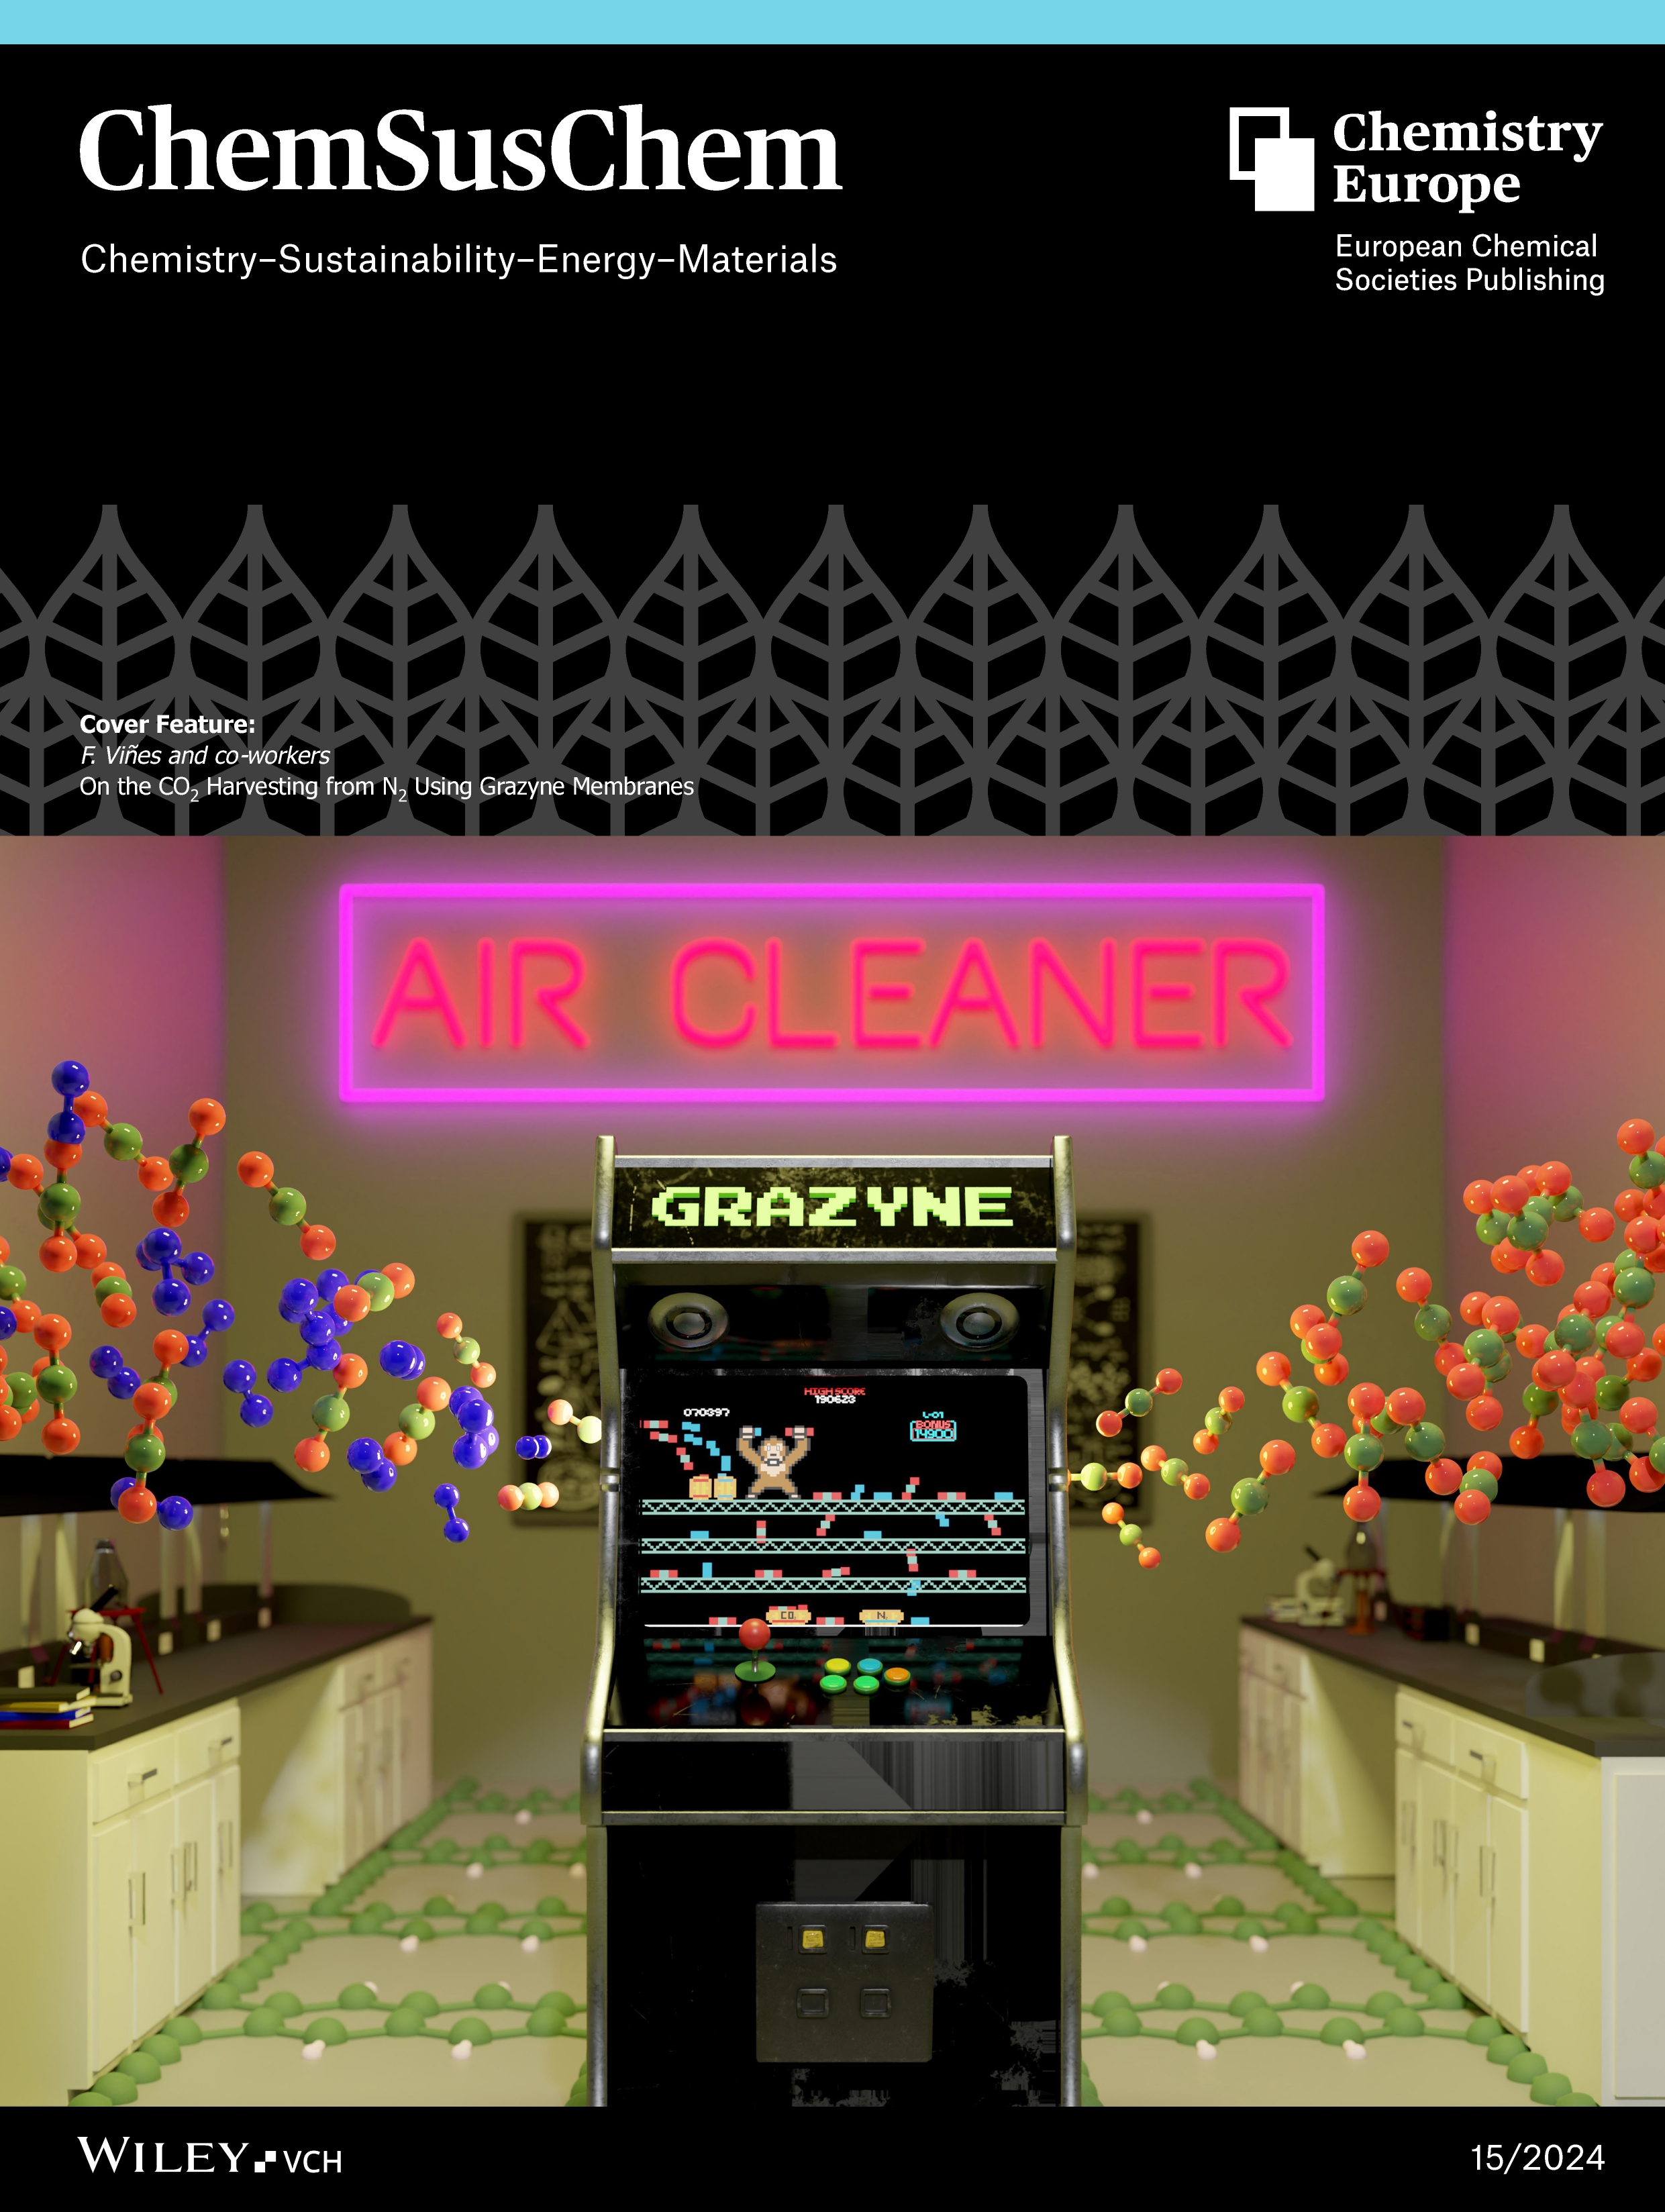 ChemSusChem
Chemistry–Sustainability–Energy–Materials
Chemistry
Europe
European Chemical
Societies Publishing
Cover Feature:
F. Viñes and co-workers
On the CO₂ Harvesting from N₂ Using Grazyne Membranes
AIR CLEANER
GRAZYNE
HIGH SCORE
190623
070397
L-01
BONUS
14900
CO₂
N₂
WILEY VCH
15/2024